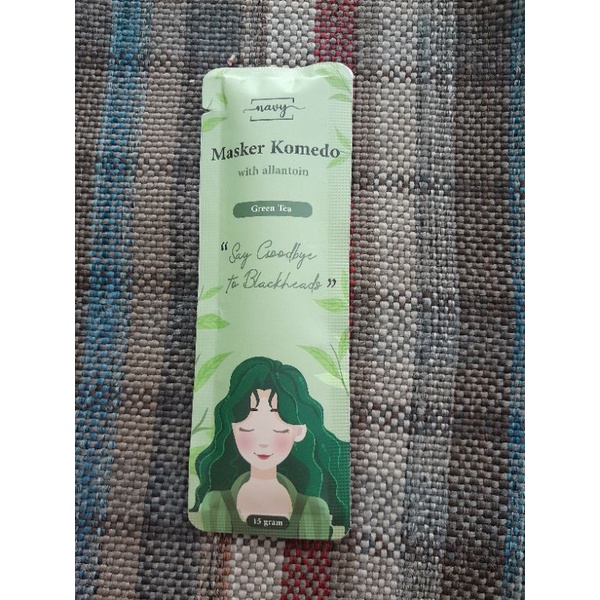 navy
Masker Komedo
with allantoin
Green Tea
“Say Goodbye
to Blackheads”
15 gram